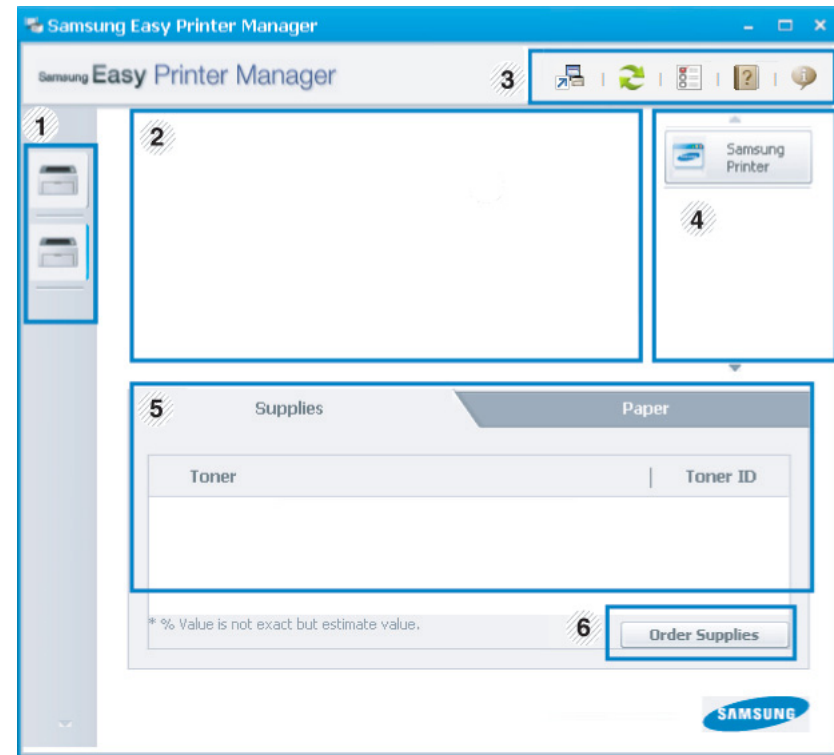 Samsung Easy Printer Manager
Samsung Easy Printer Manager
3
1
2
Samsung
Printer
4
5
Supplies
Paper
Toner
Toner ID
* % Value is not exact but estimate value.
6
Order Supplies
SAMSUNG